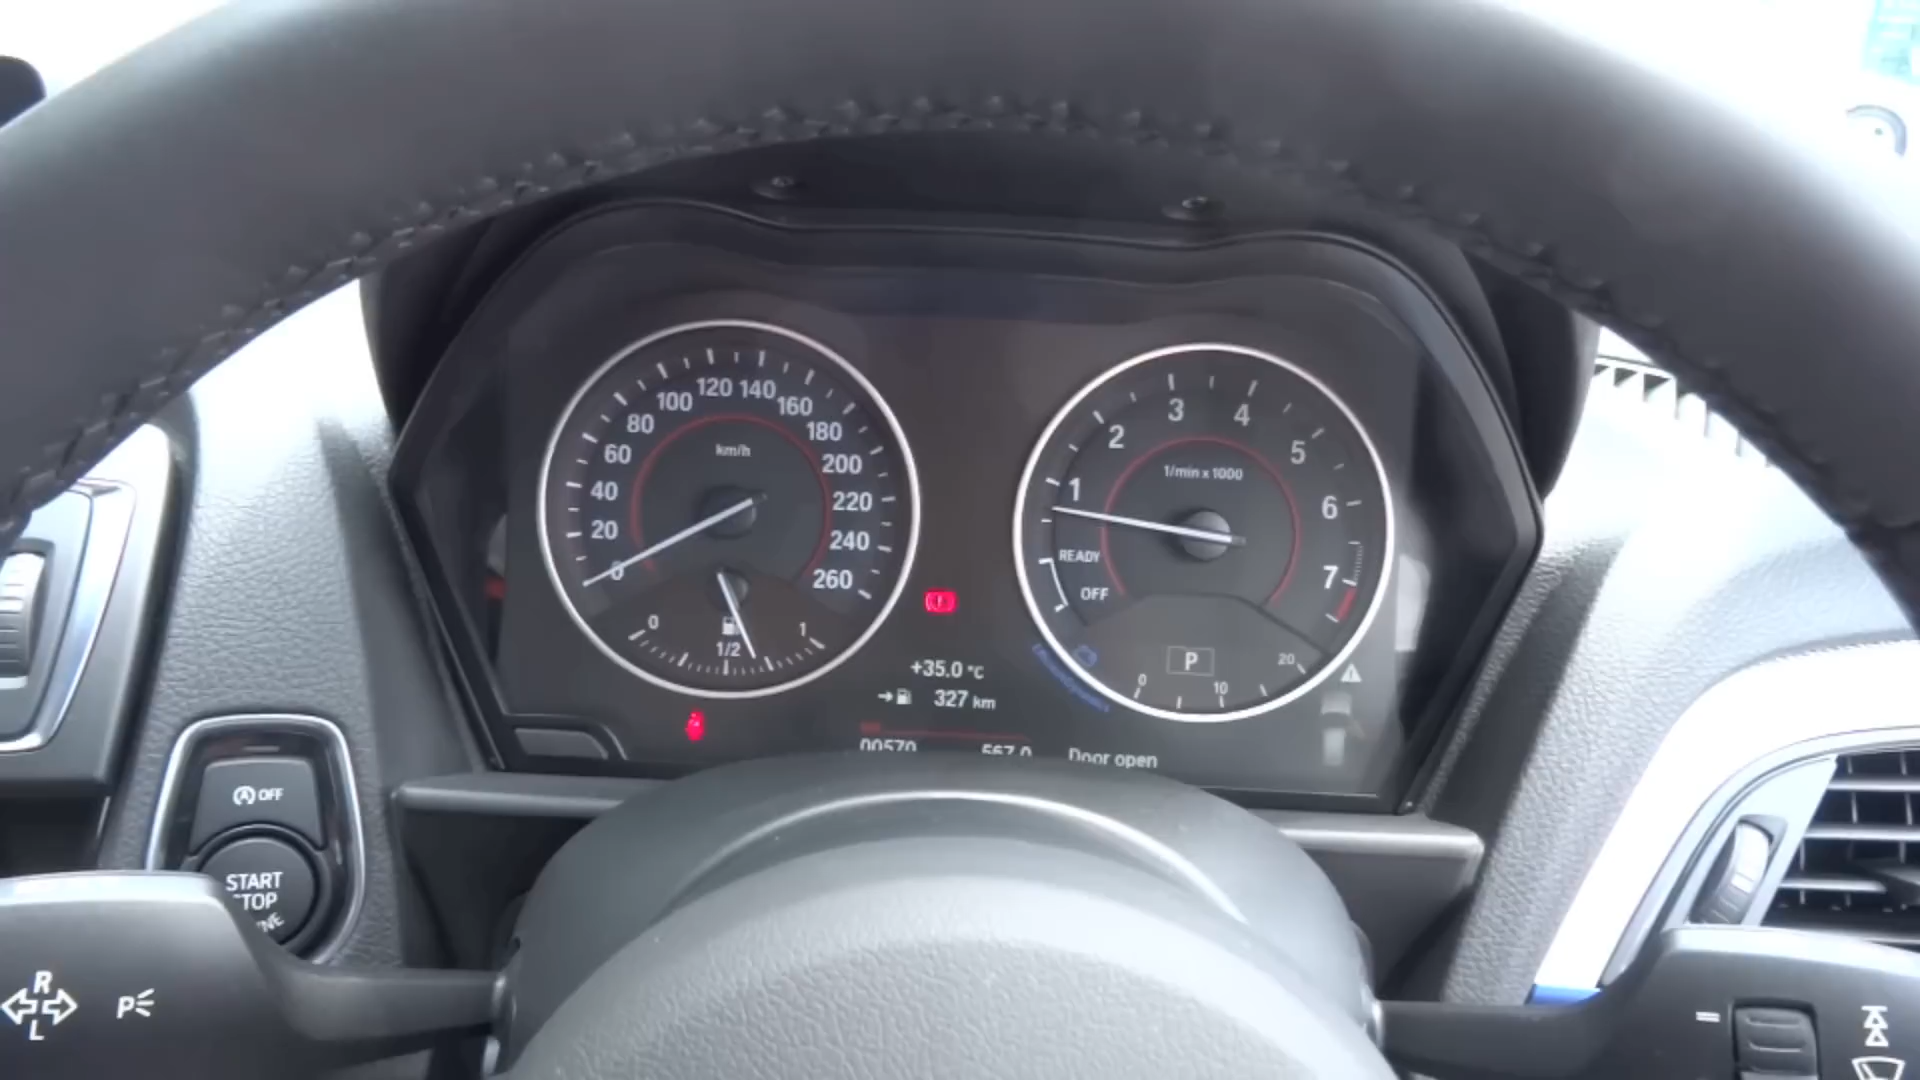 120 140
100 160
80 180
60 200
40 220
20 240
0 260
km/h
0 1/2 1
3 4
2 5
1 6
7
1/min x 1000
READY
OFF
P
0 10 20
+35.0 °C
327 km
00570 567.0
Door open
OFF
START
STOP
R
L
P